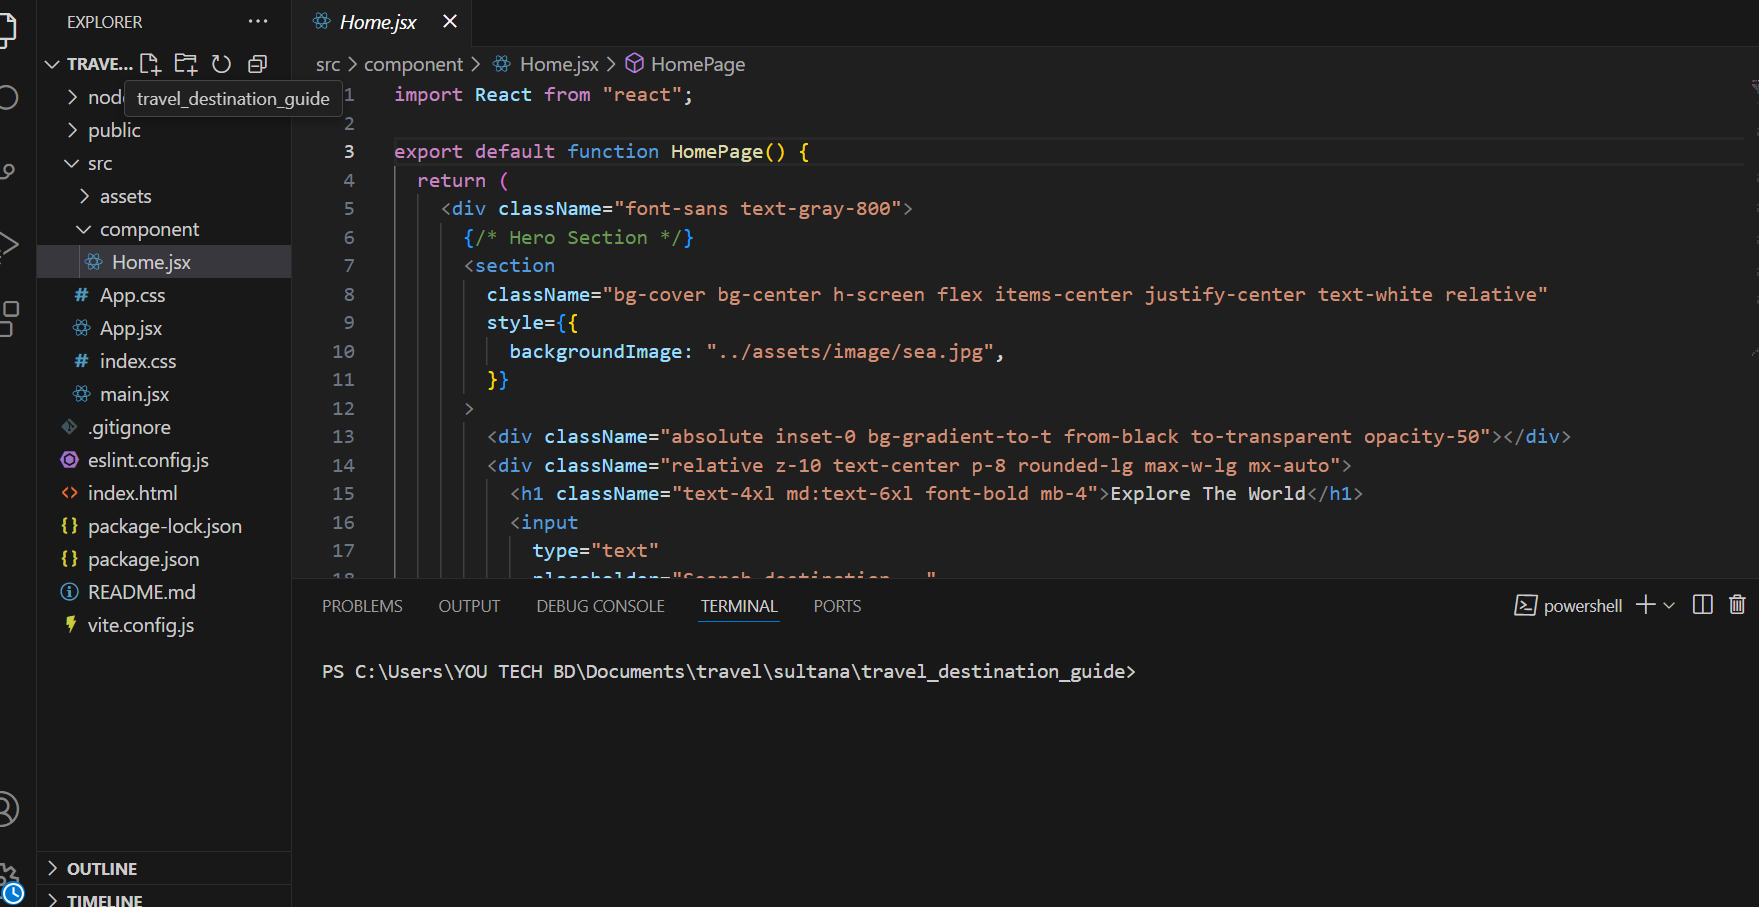 EXPLORER
TRAVE...
travel_destination_guide
public
src
assets
component
Home.jsx
App.css
App.jsx
index.css
main.jsx
.gitignore
eslint.config.js
index.html
package-lock.json
package.json
README.md
vite.config.js
OUTLINE
TIMELINE
Home.jsx
src > component > Home.jsx > HomePage
1 import React from "react";
2
3 export default function HomePage() {
4 return (
5 <div className="font-sans text-gray-800">
6 {/* Hero Section */}
7 <section
8 className="bg-cover bg-center h-screen flex items-center justify-center text-white relative"
9 style={{
10 backgroundImage: "../assets/image/sea.jpg",
11 }}
12 >
13 <div className="absolute inset-0 bg-gradient-to-t from-black to-transparent opacity-50"></div>
14 <div className="relative z-10 text-center p-8 rounded-lg max-w-lg mx-auto">
15 <h1 className="text-4xl md:text-6xl font-bold mb-4">Explore The World</h1>
16 <input
17 type="text"
18 placeholder="Search destination..."
PROBLEMS OUTPUT DEBUG CONSOLE TERMINAL PORTS
powershell
PS C:\Users\YOU TECH BD\Documents\travel\sultana\travel_destination_guide>